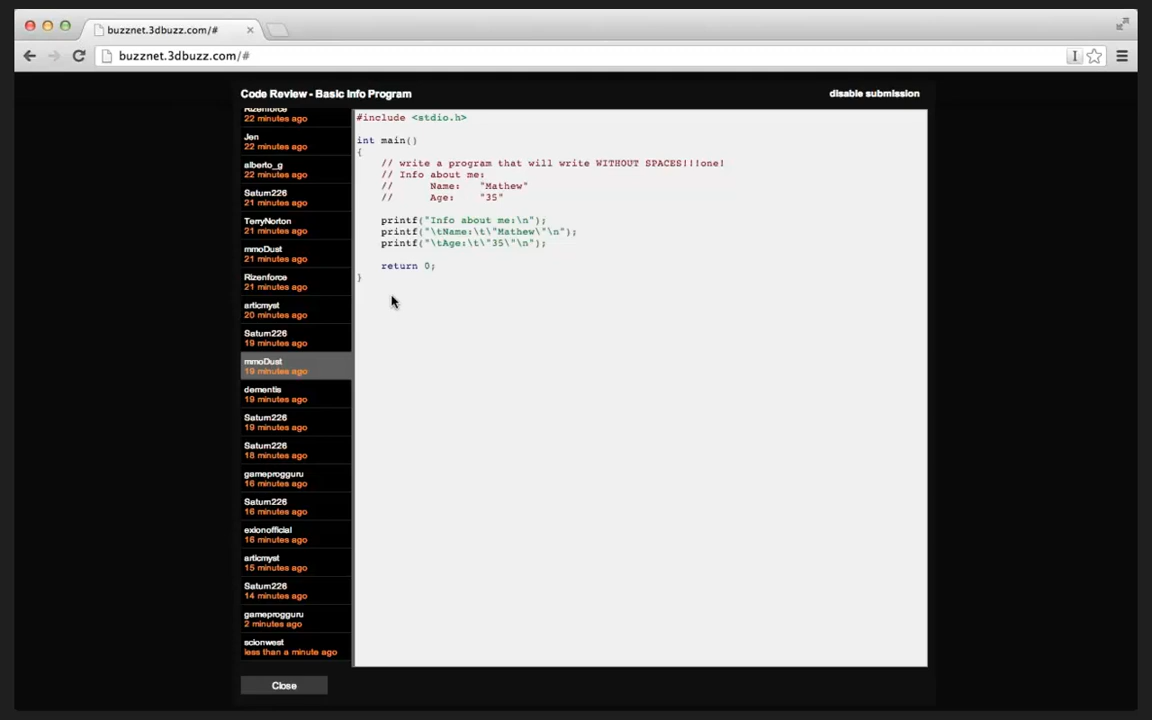 buzznet.3dbuzz.com/#
buzznet.3dbuzz.com/#
Code Review - Basic Info Program
disable submission
Rizenforce
22 minutes ago
Jen
22 minutes ago
alberto_g
22 minutes ago
Saturn226
21 minutes ago
TerryNorton
21 minutes ago
mmoDust
21 minutes ago
Rizenforce
21 minutes ago
articmyst
20 minutes ago
Saturn226
19 minutes ago
mmoDust
19 minutes ago
dementis
19 minutes ago
Saturn226
19 minutes ago
Saturn226
18 minutes ago
gameprogguru
16 minutes ago
Saturn226
16 minutes ago
exionofficial
16 minutes ago
articmyst
15 minutes ago
Saturn226
14 minutes ago
gameprogguru
2 minutes ago
scionwest
less than a minute ago
#include <stdio.h>
int main()
{
// write a program that will write WITHOUT SPACES!!!one!
// Info about me:
// Name: "Mathew"
// Age: "35"
printf("Info about me:\n");
printf("\tName:\t\"Mathew\"\n");
printf("\tAge:\t\"35\"\n");
return 0;
}
Close